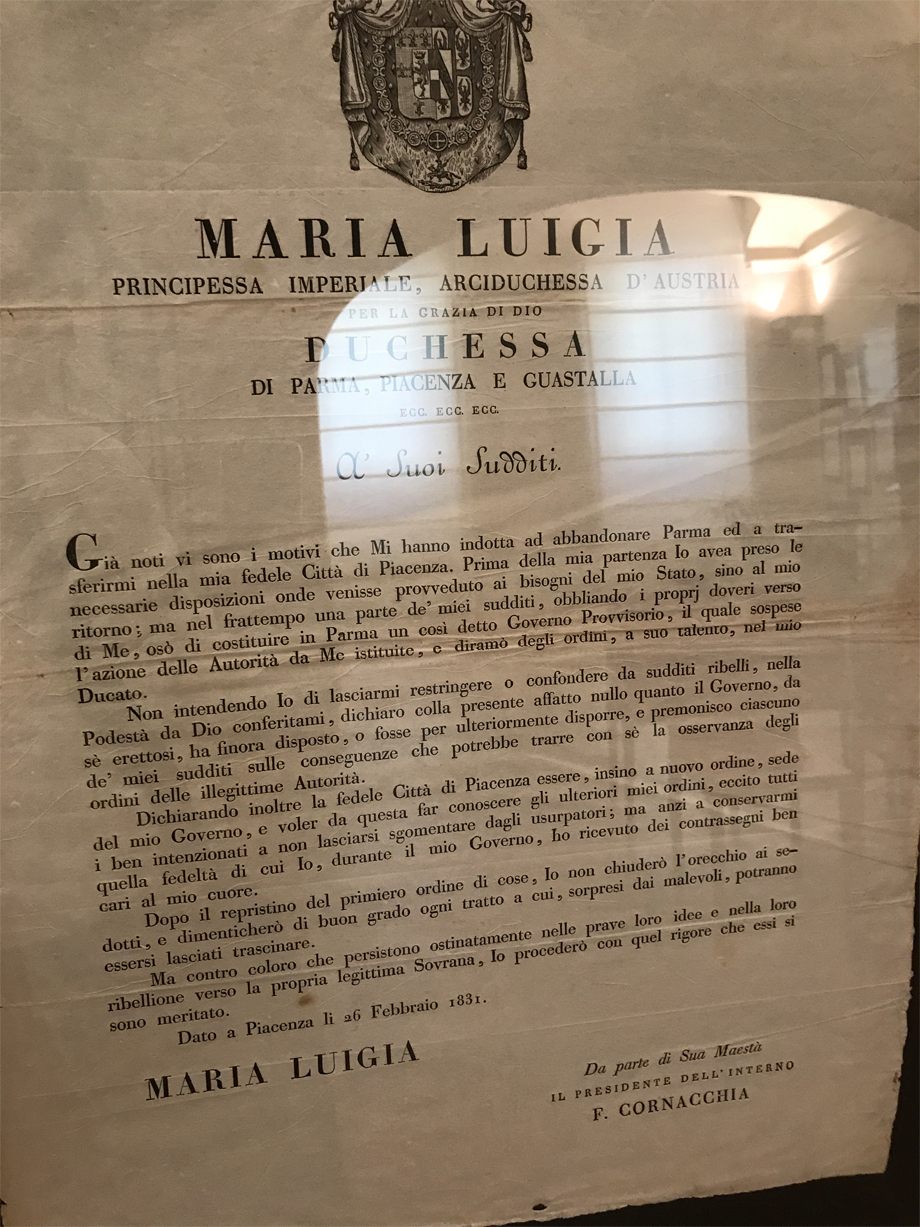 MARIA LUIGIA
PRINCIPESSA IMPERIALE, ARCIDUCHESSA D'AUSTRIA
PER LA GRAZIA DI DIO
DUCHESSA
DI PARMA, PIACENZA E GUASTALLA
ECC. ECC. ECC.
A' Suoi Sudditi.
Già noti vi sono i motivi che Mi hanno indotta ad abbandonare Parma ed a tra-
sferirmi nella mia fedele Città di Piacenza. Prima della mia partenza Io avea preso le
necessarie disposizioni onde venisse provveduto ai bisogni del mio Stato, sino al mio
ritorno; ma nel frattempo una parte de' miei sudditi, obbliando i proprj doveri verso
di Me, osò di costituire in Parma un così detto Governo Provvisorio, il quale sospese
l'azione delle Autorità da Me istituite, e diramò degli ordini, a suo talento, nel mio
Ducato.
Non intendendo Io di lasciarmi restringere o confondere da sudditi ribelli, nella
Podestà da Dio conferitami, dichiaro colla presente affatto nullo quanto il Governo, da
sè erettosi, ha finora disposto, o fosse per ulteriormente disporre, e premonisco ciascuno
de' miei sudditi sulle conseguenze che potrebbe trarre con sè la osservanza degli
ordini delle illegittime Autorità.
Dichiarando inoltre la fedele Città di Piacenza essere, insino a nuovo ordine, sede
del mio Governo, e voler da questa far conoscere gli ulteriori miei ordini, eccito tutti
i ben intenzionati a non lasciarsi sgomentare dagli usurpatori; ma anzi a conservarmi
quella fedeltà di cui Io, durante il mio Governo, ho ricevuto dei contrassegni ben
cari al mio cuore.
Dopo il repristino del primiero ordine di cose, Io non chiuderò l'orecchio ai se-
dotti, e dimenticherò di buon grado ogni tratto a cui, sorpresi dai malevoli, potranno
essersi lasciati trascinare.
Ma contro coloro che persistono ostinatamente nelle prave loro idee e nella loro
ribellione verso la propria legittima Sovrana, Io procederò con quel rigore che essi si
sono meritato.
Dato a Piacenza li 26 Febbraio 1831.
MARIA LUIGIA
Da parte di Sua Maestà
IL PRESIDENTE DELL'INTERNO
F. CORNACCHIA